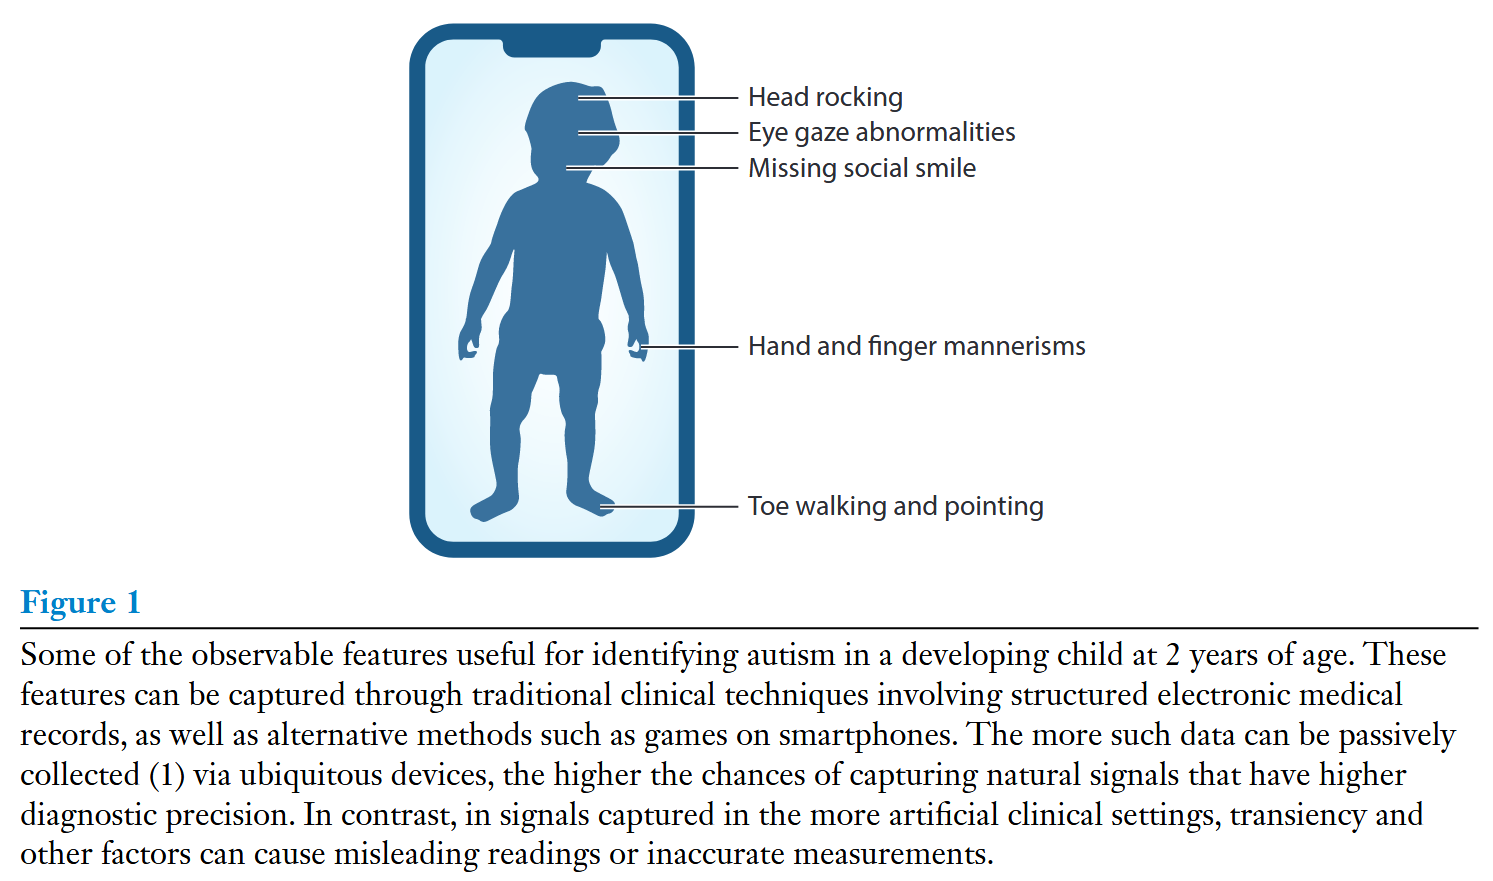 Head rocking
Eye gaze abnormalities
Missing social smile
Hand and finger mannerisms
Toe walking and pointing
Figure 1
Some of the observable features useful for identifying autism in a developing child at 2 years of age. These
features can be captured through traditional clinical techniques involving structured electronic medical
records, as well as alternative methods such as games on smartphones. The more such data can be passively
collected (1) via ubiquitous devices, the higher the chances of capturing natural signals that have higher
diagnostic precision. In contrast, in signals captured in the more artificial clinical settings, transiency and
other factors can cause misleading readings or inaccurate measurements.